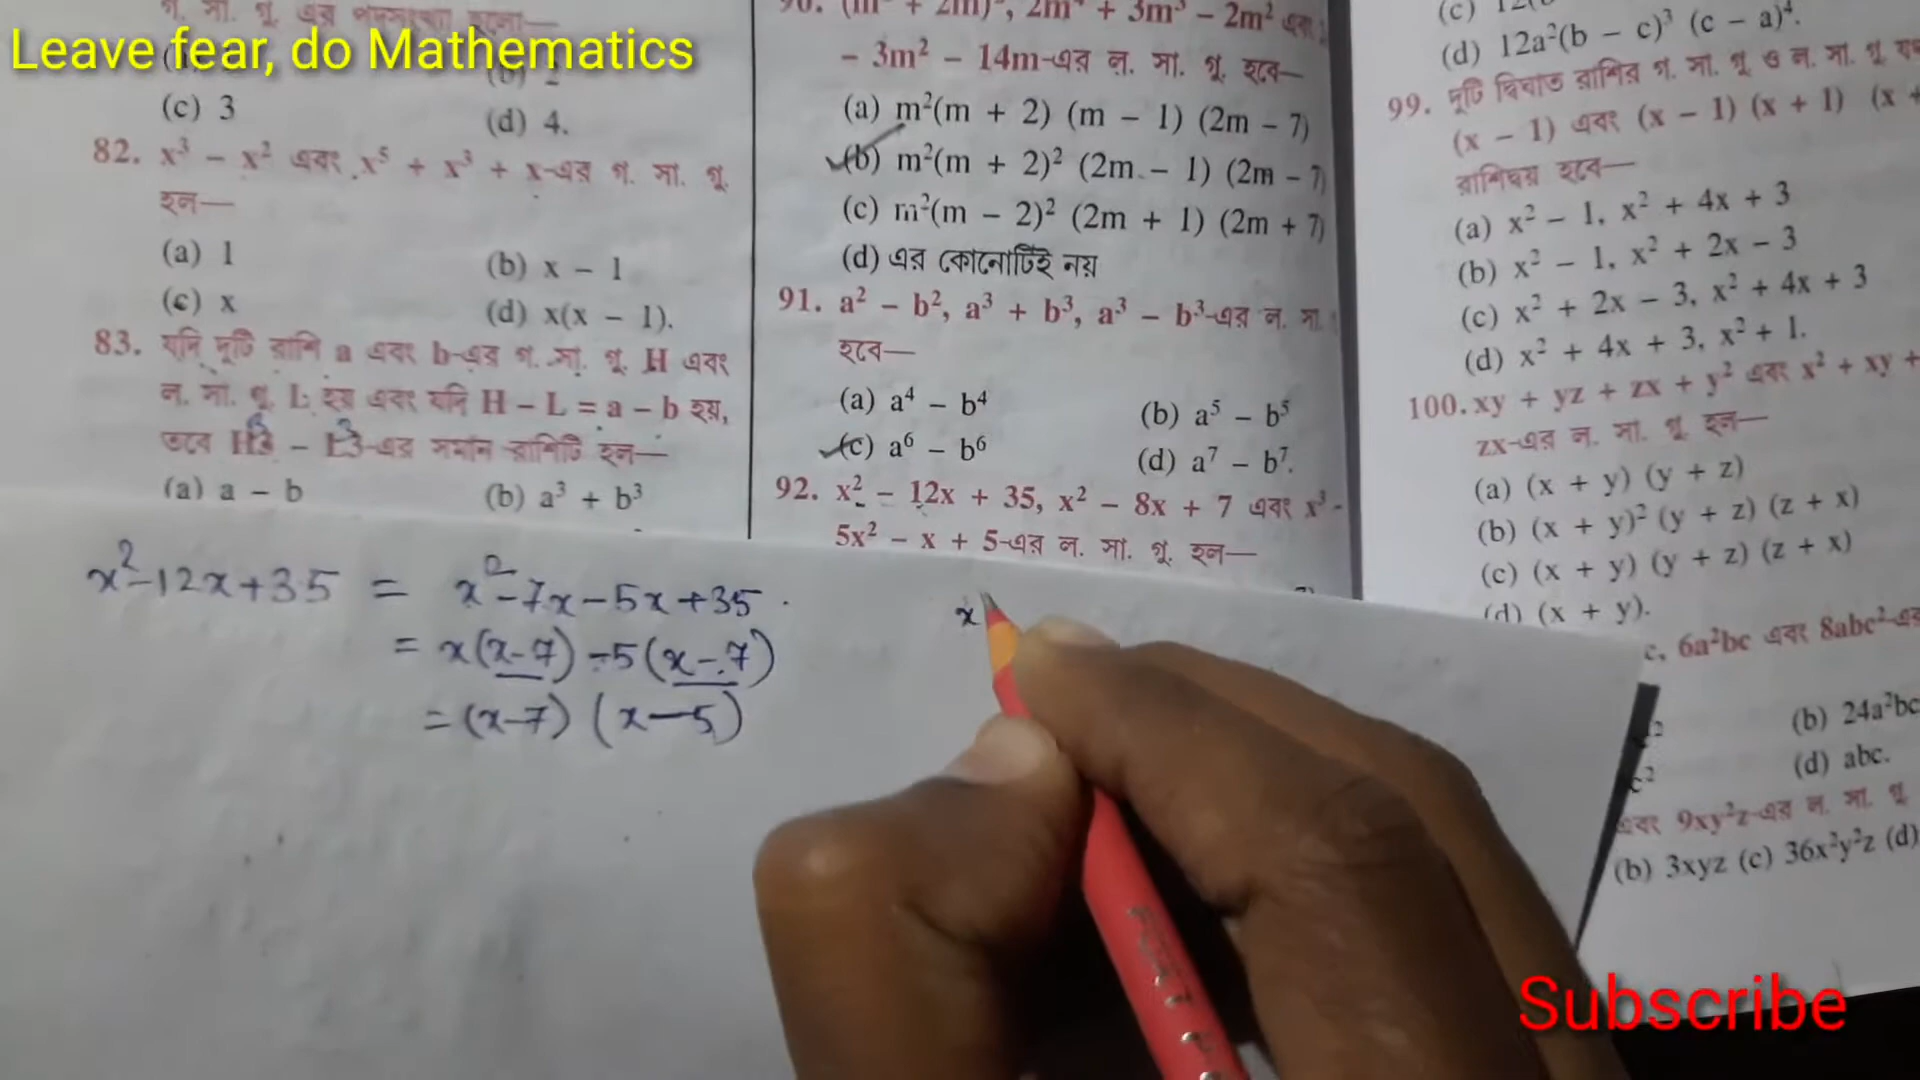 Leave fear, do Mathematics
(c) 3
(d) 4.
82. x³ − x² এবং x⁵ + x³ + x-এর গ. সা. গু.
হল—
(a) 1
(b) x − 1
(c) x
(d) x(x − 1).
83. যদি দুটি রাশি a এবং b-এর গ. সা. গু. H এবং
ল. সা. গু. L হয় এবং যদি H − L = a − b হয়,
তবে H3 − L3-এর সমান রাশিটি হল—
(a) a − b
(b) a³ + b³
x²−12x+35 = x²−7x−5x+35
= x(x−7) −5(x−7)
=(x−7) (x−5)
x
− 3m² − 14m-এর ল. সা. গু. হবে—
(a) m²(m + 2) (m − 1) (2m − 7)
(b) m²(m + 2)² (2m − 1) (2m − 7)
(c) m²(m − 2)² (2m + 1) (2m + 7)
(d) এর কোনোটিই নয়
91. a² − b², a³ + b³, a³ − b³-এর ল. সা.
হবে—
(a) a⁴ − b⁴
(b) a⁵ − b⁵
(c) a⁶ − b⁶
(d) a⁷ − b⁷.
92. x² − 12x + 35, x² − 8x + 7 এবং x³ -
5x² − x + 5-এর ল. সা. গু. হল—
(d) 12a²(b − c)³ (c − a)⁴.
99. দুটি দ্বিঘাত রাশির গ. সা. গু ও ল. সা. গু
(x − 1) এবং (x − 1) (x + 1) (x +
রাশিদ্বয় হবে—
(a) x² − 1, x² + 4x + 3
(b) x² − 1, x² + 2x − 3
(c) x² + 2x − 3, x² + 4x + 3
(d) x² + 4x + 3, x² + 1.
100. xy + yz + zx + y² এবং x² + xy +
zx-এর ল. সা. গু হল—
(a) (x + y) (y + z)
(b) (x + y)² (y + z) (z + x)
(c) (x + y) (y + z) (z + x)
(d) (x + y).
c, 6a²bc এবং 8abc²-এর
(b) 24a²bc
(d) abc.
এবং 9xy²z-এর ল. সা. গু
(b) 3xyz (c) 36x²y²z (d)
Subscribe